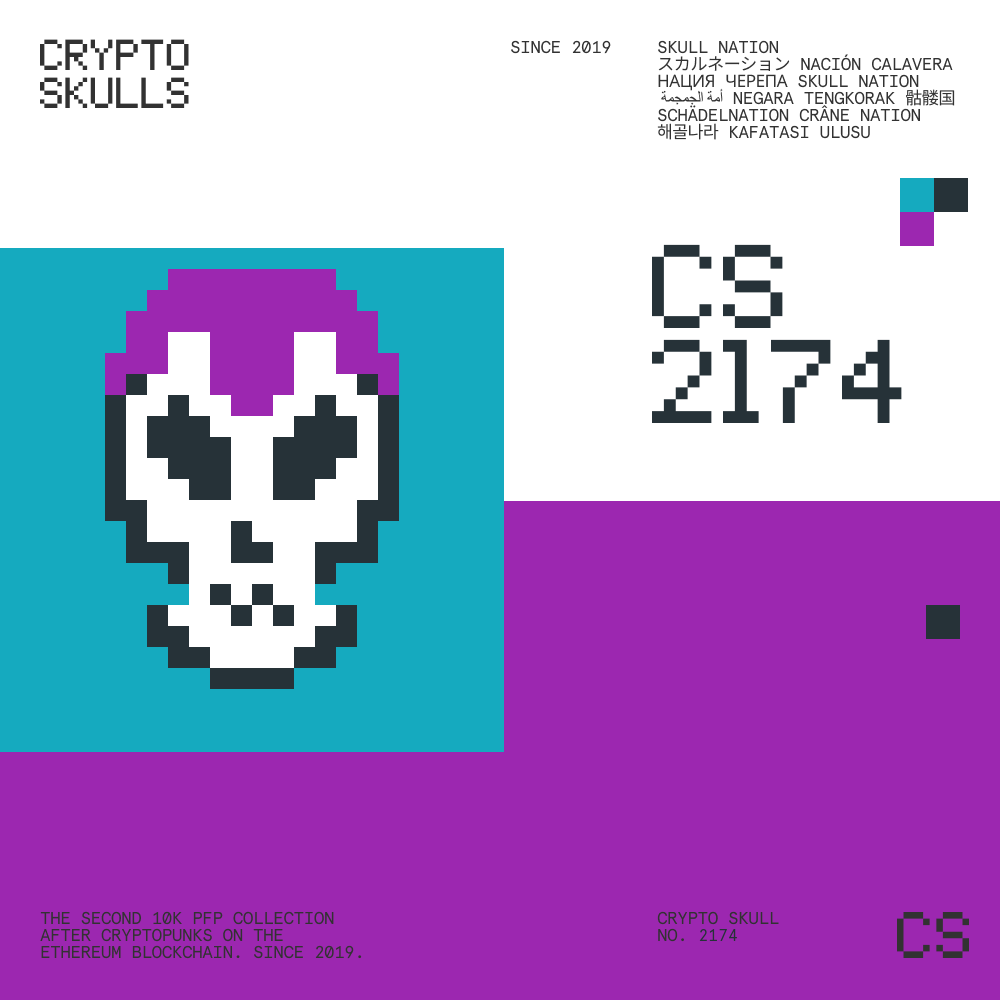 CRYPTO
SKULLS
SINCE 2019
SKULL NATION
スカルネーション NACIÓN CALAVERA
НАЦИЯ ЧЕРЕПА SKULL NATION
أمة الجمجمة NEGARA TENGKORAK 骷髅国
SCHÄDELNATION CRÂNE NATION
해골나라 KAFATASI ULUSU
CS
2174
THE SECOND 10K PFP COLLECTION
AFTER CRYPTOPUNKS ON THE
ETHEREUM BLOCKCHAIN. SINCE 2019.
CRYPTO SKULL
NO. 2174
CS